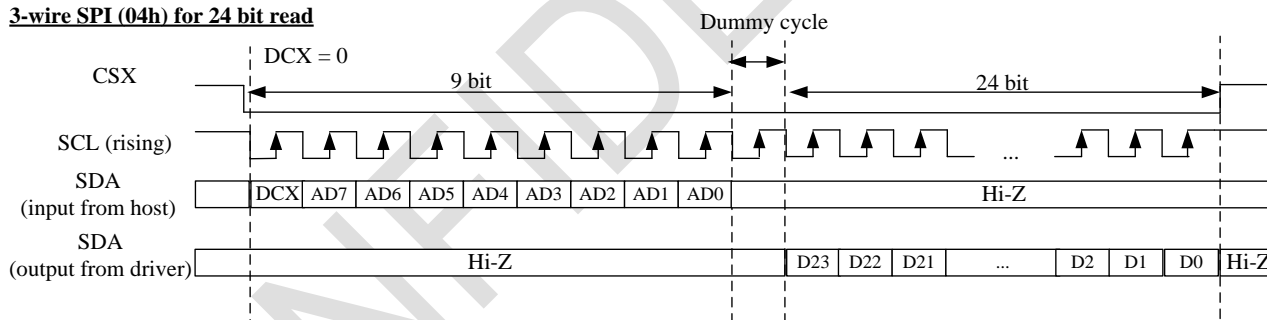 3-wire SPI (04h) for 24 bit read
Dummy cycle
DCX = 0
CSX
9 bit
24 bit
SCL (rising)
...
SDA
(input from host)
DCX AD7 AD6 AD5 AD4 AD3 AD2 AD1 AD0 Hi-Z
SDA
(output from driver)
Hi-Z D23 D22 D21 ... D2 D1 D0 Hi-Z